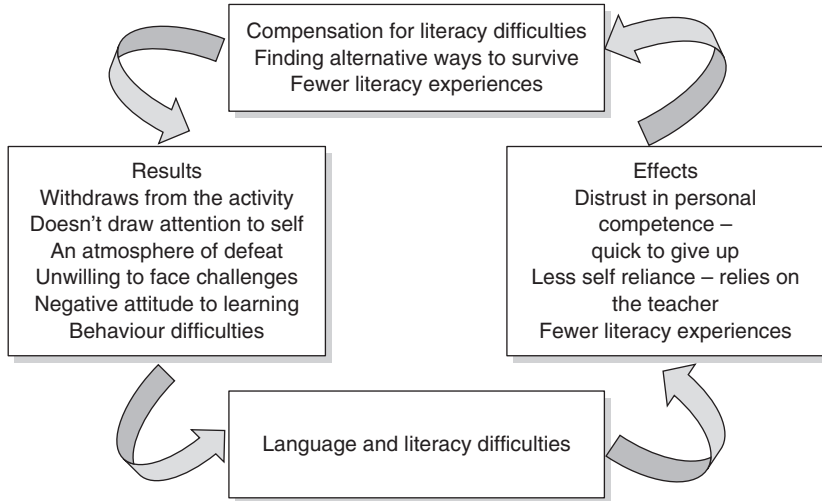 Compensation for literacy difficulties
Finding alternative ways to survive
Fewer literacy experiences
Results
Withdraws from the activity
Doesn't draw attention to self
An atmosphere of defeat
Unwilling to face challenges
Negative attitude to learning
Behaviour difficulties
Effects
Distrust in personal
competence –
quick to give up
Less self reliance – relies on
the teacher
Fewer literacy experiences
Language and literacy difficulties